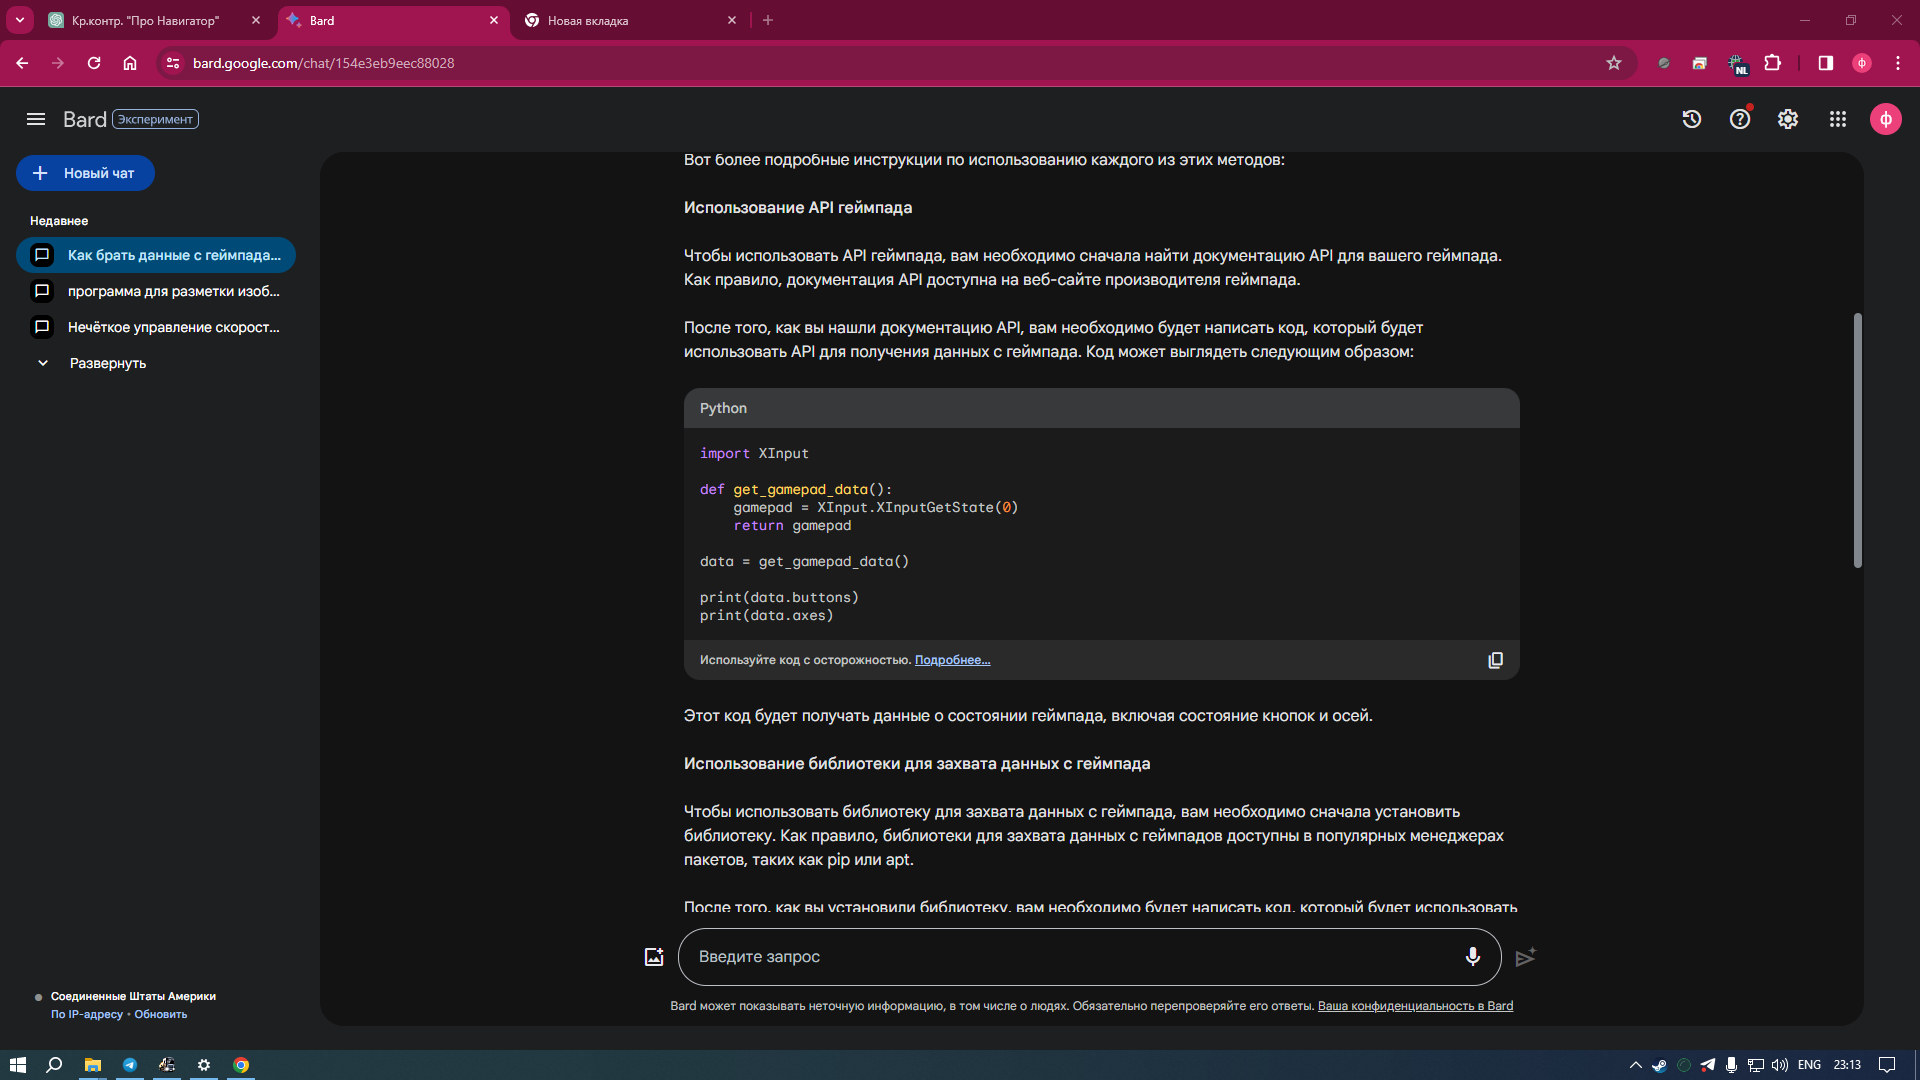 Кр.контр. "Про Навигатор"
Bard
Новая вкладка
bard.google.com/chat/154e3eb9eec88028
NL
ф
Bard Эксперимент
ф
Новый чат
Недавнее
Как брать данные с геймпада...
программа для разметки изоб...
Нечёткое управление скорост...
Развернуть
Вот более подробные инструкции по использованию каждого из этих методов:
Использование API геймпада
Чтобы использовать API геймпада, вам необходимо сначала найти документацию API для вашего геймпада.
Как правило, документация API доступна на веб-сайте производителя геймпада.
После того, как вы нашли документацию API, вам необходимо будет написать код, который будет
использовать API для получения данных с геймпада. Код может выглядеть следующим образом:
Python
import XInput
def get_gamepad_data():
gamepad = XInput.XInputGetState(0)
return gamepad
data = get_gamepad_data()
print(data.buttons)
print(data.axes)
Используйте код с осторожностью. Подробнее...
Этот код будет получать данные о состоянии геймпада, включая состояние кнопок и осей.
Использование библиотеки для захвата данных с геймпада
Чтобы использовать библиотеку для захвата данных с геймпада, вам необходимо сначала установить
библиотеку. Как правило, библиотеки для захвата данных с геймпадов доступны в популярных менеджерах
пакетов, таких как pip или apt.
После того, как вы установили библиотеку, вам необходимо будет написать код, который будет использовать
Введите запрос
Bard может показывать неточную информацию, в том числе о людях. Обязательно перепроверяйте его ответы. Ваша конфиденциальность в Bard
Соединенные Штаты Америки
По IP-адресу • Обновить
ENG
23:13